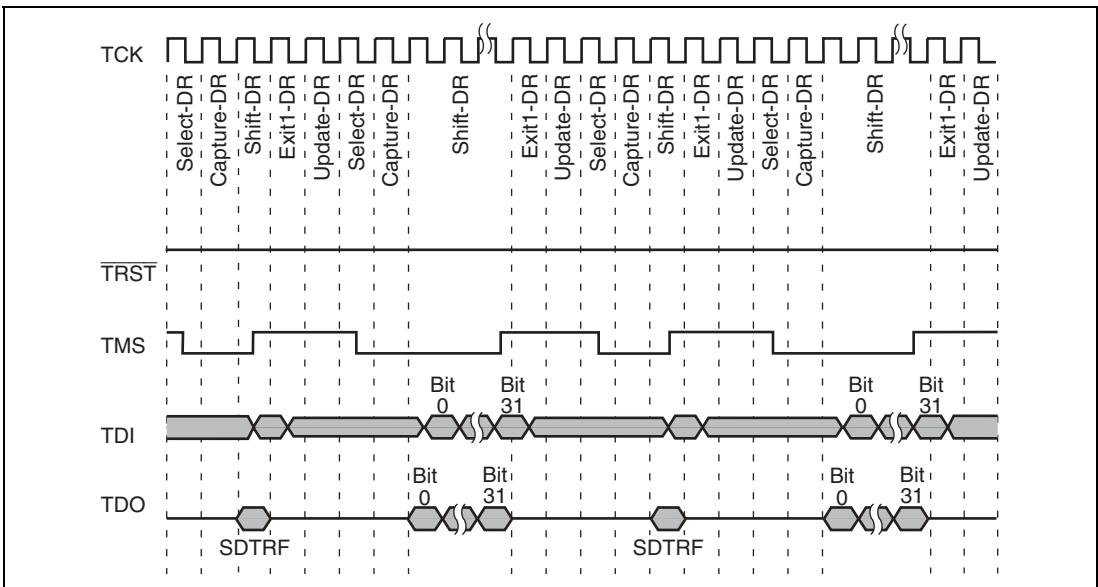 TCK
Select-DR
Capture-DR
Shift-DR
Exit1-DR
Update-DR
Select-DR
Capture-DR
Shift-DR
Exit1-DR
Update-DR
Select-DR
Capture-DR
Shift-DR
Exit1-DR
Update-DR
Select-DR
Capture-DR
Shift-DR
Exit1-DR
Update-DR
TRST
TMS
TDI
Bit
0
Bit
31
Bit
0
Bit
31
TDO
Bit
0
Bit
31
Bit
0
Bit
31
SDTRF
SDTRF